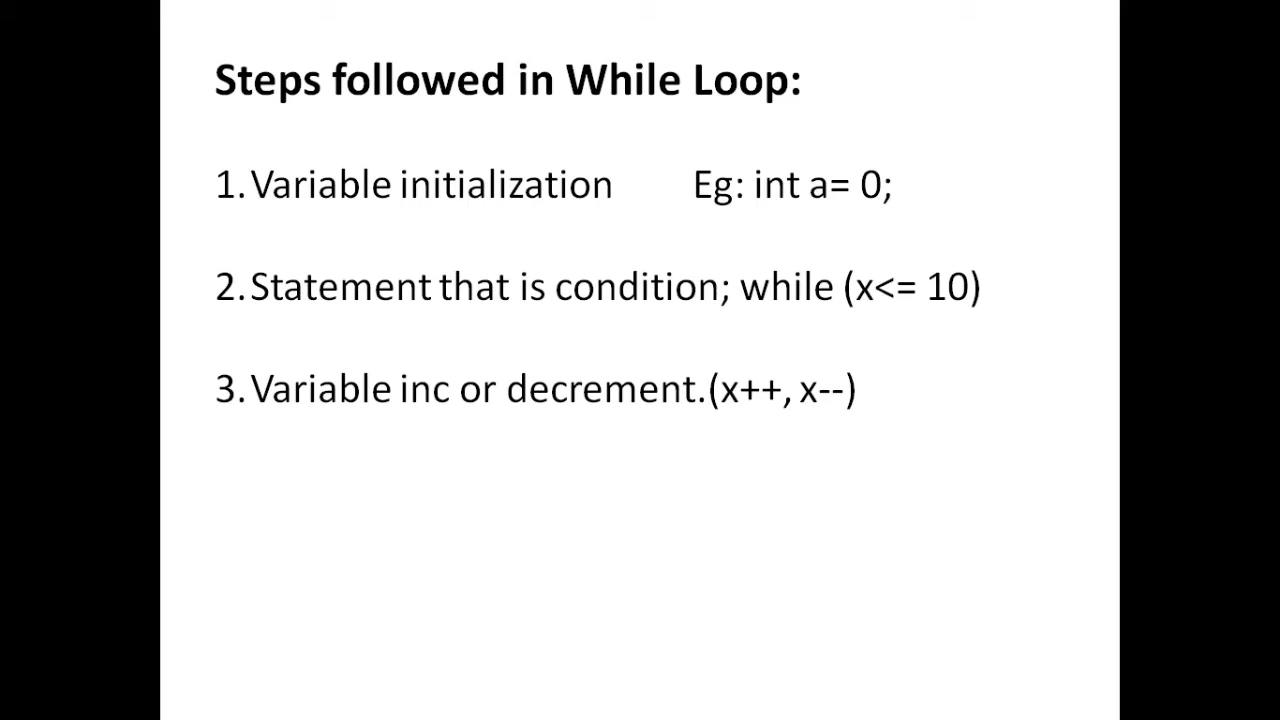 Steps followed in While Loop:
1. Variable initialization Eg: int a= 0;
2. Statement that is condition; while (x<= 10)
3. Variable inc or decrement.(x++, x--)